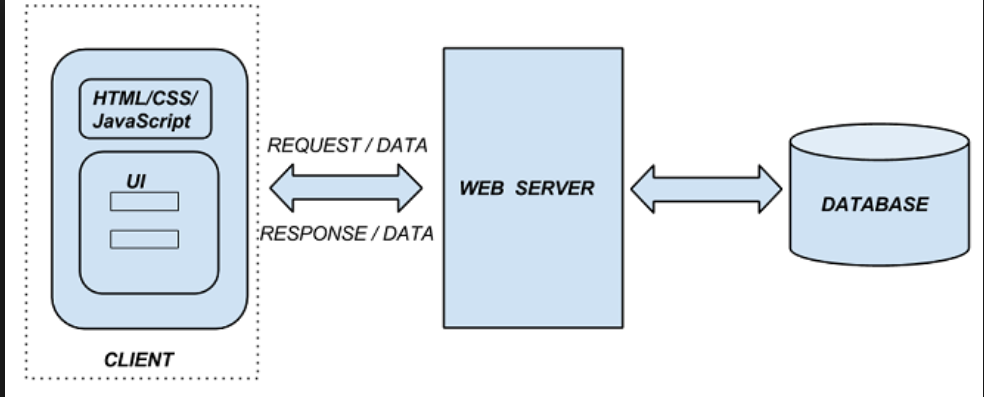 HTML/CSS/
JavaScript
UI
CLIENT
REQUEST / DATA
RESPONSE / DATA
WEB SERVER
DATABASE